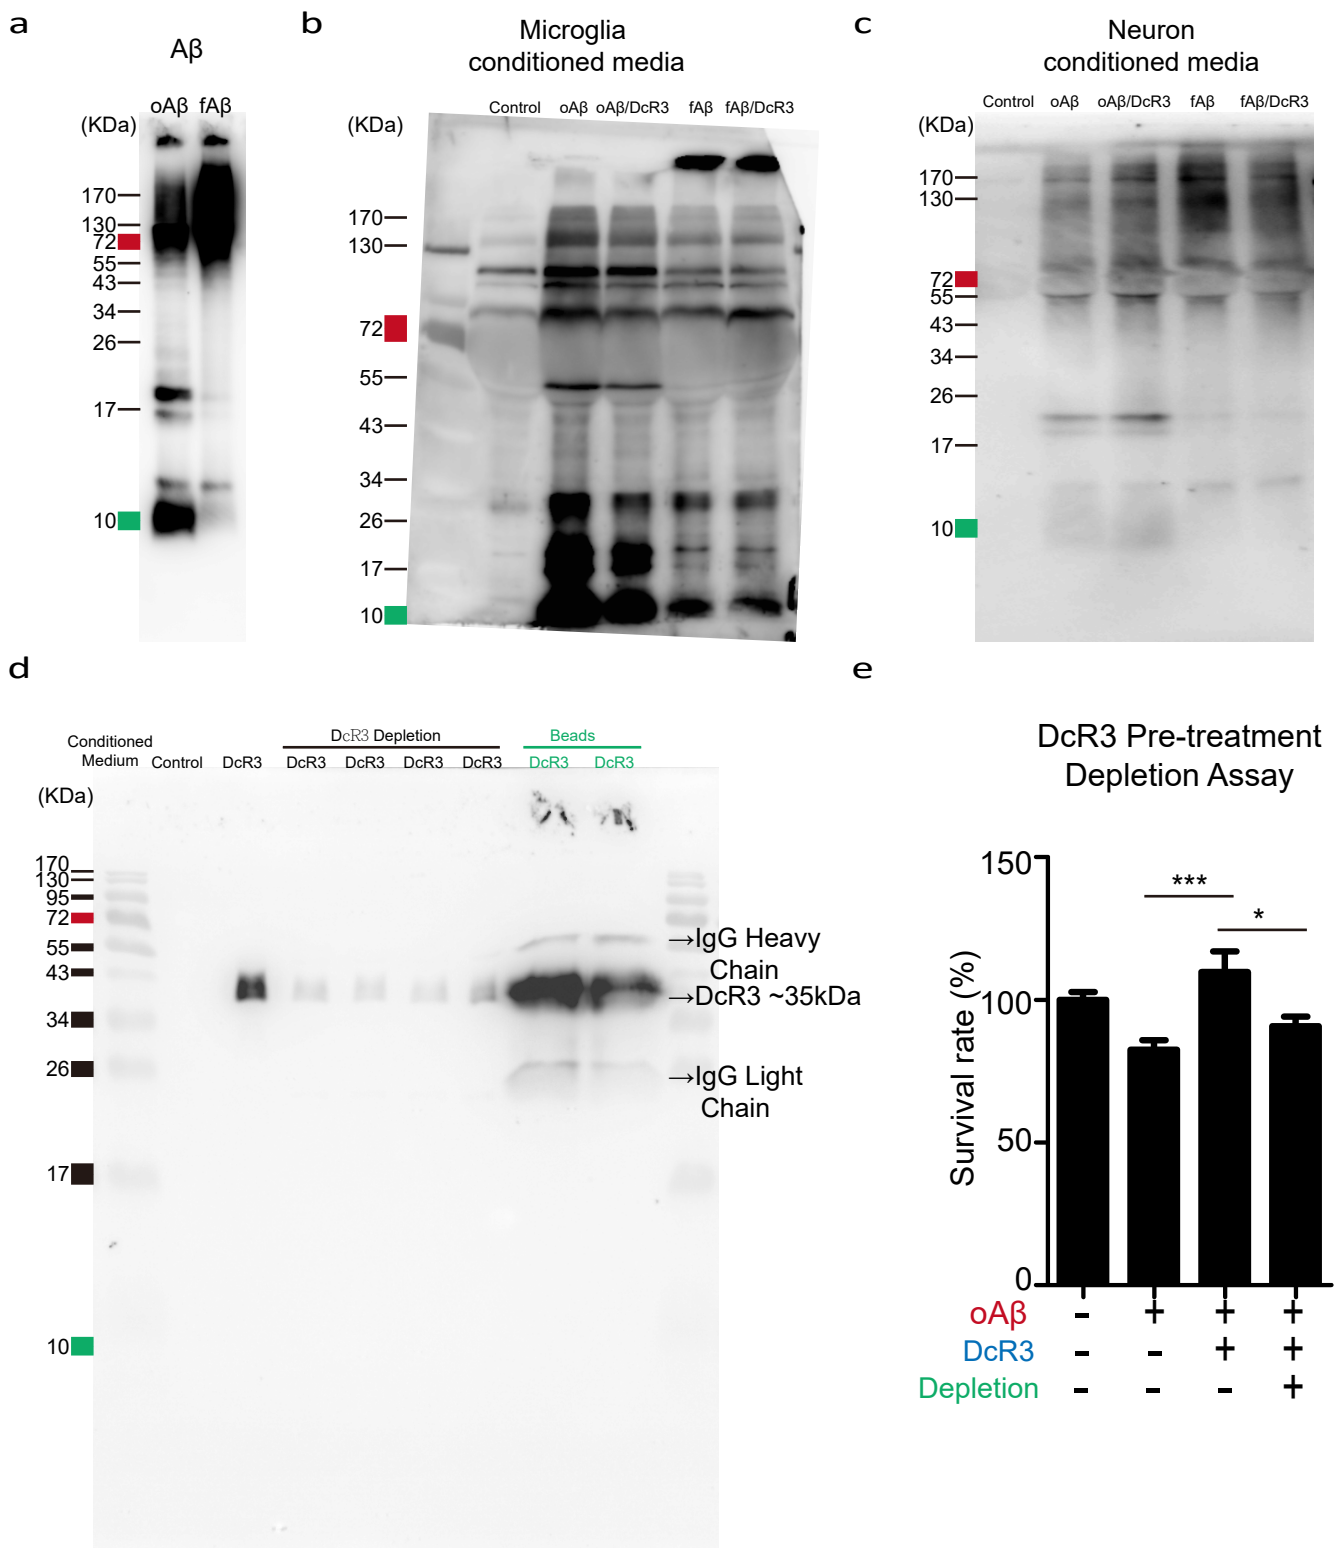 a
Aβ
oAβ fAβ
(KDa)
170
130
72
55
43
34
26
17
10
b
Microglia
conditioned media
Control oAβ oAβ/DcR3 fAβ fAβ/DcR3
(KDa)
170
130
72
55
43
34
26
17
10
c
Neuron
conditioned media
Control oAβ oAβ/DcR3 fAβ fAβ/DcR3
(KDa)
170
130
72
55
43
34
26
17
10
d
DcR3 Depletion
Beads
Conditioned
Medium
Control DcR3 DcR3 DcR3 DcR3 DcR3 DcR3 DcR3
(KDa)
170
130
95
72
55
43
34
26
17
10
→IgG Heavy
Chain
→DcR3 ~35kDa
→IgG Light
Chain
e
DcR3 Pre-treatment
Depletion Assay
Survival rate (%)
150
100
50
0
***
*
oAβ - + + +
DcR3 - - + +
Depletion - - - +